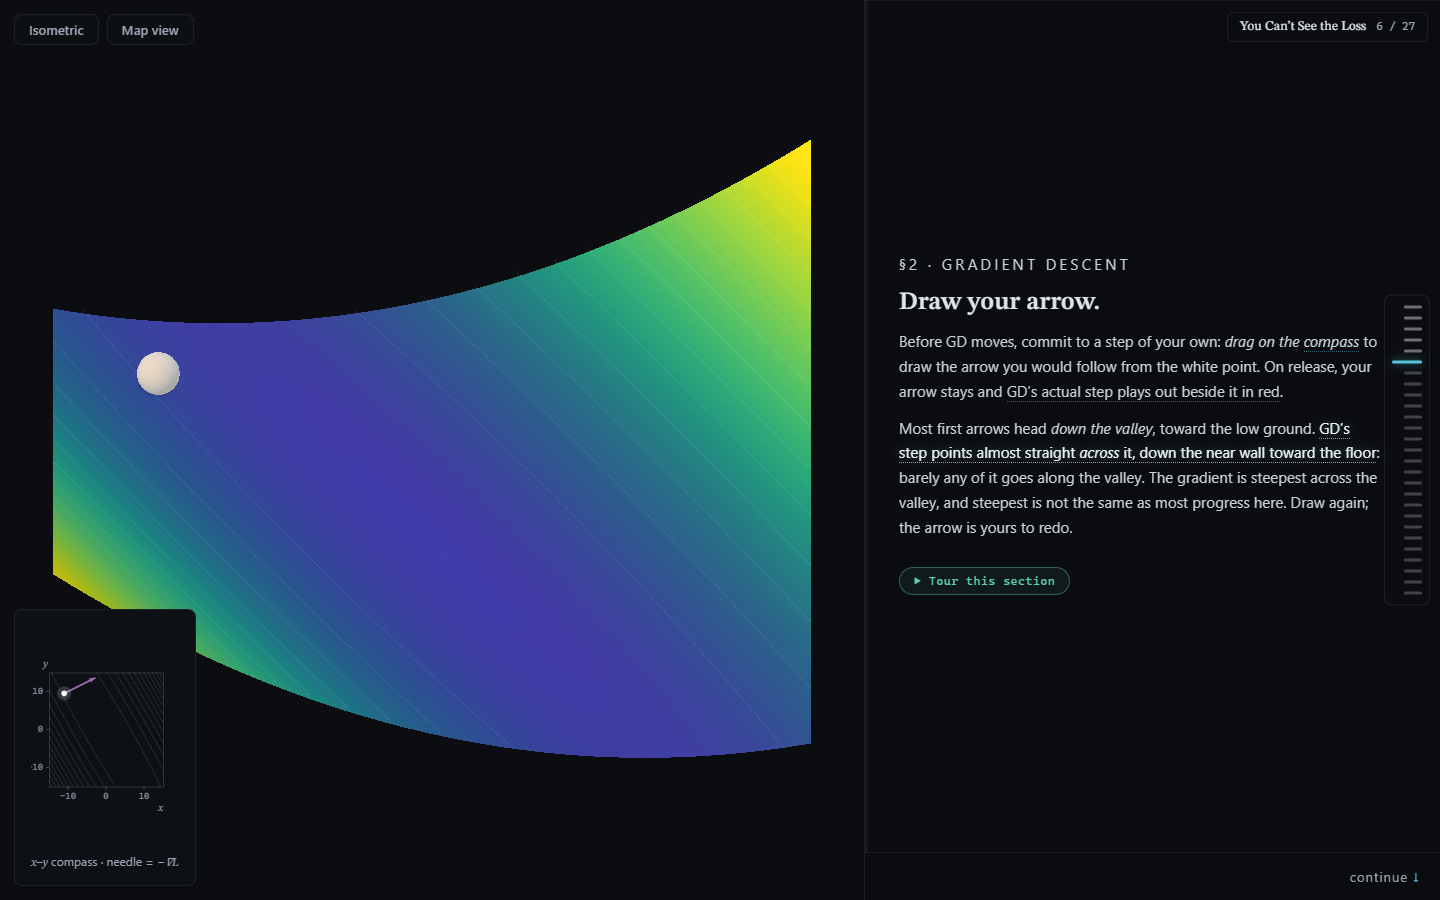 Isometric
Map view
You Can't See the Loss 6 / 27
§2 · GRADIENT DESCENT
Draw your arrow.
Before GD moves, commit to a step of your own: drag on the compass to
draw the arrow you would follow from the white point. On release, your
arrow stays and GD's actual step plays out beside it in red.
Most first arrows head down the valley, toward the low ground. GD's
step points almost straight across it, down the near wall toward the floor:
barely any of it goes along the valley. The gradient is steepest across the
valley, and steepest is not the same as most progress here. Draw again;
the arrow is yours to redo.
▶ Tour this section
y
10
0
-10
−10 0 10
x
x–y compass · needle = −∇L
continue ↓